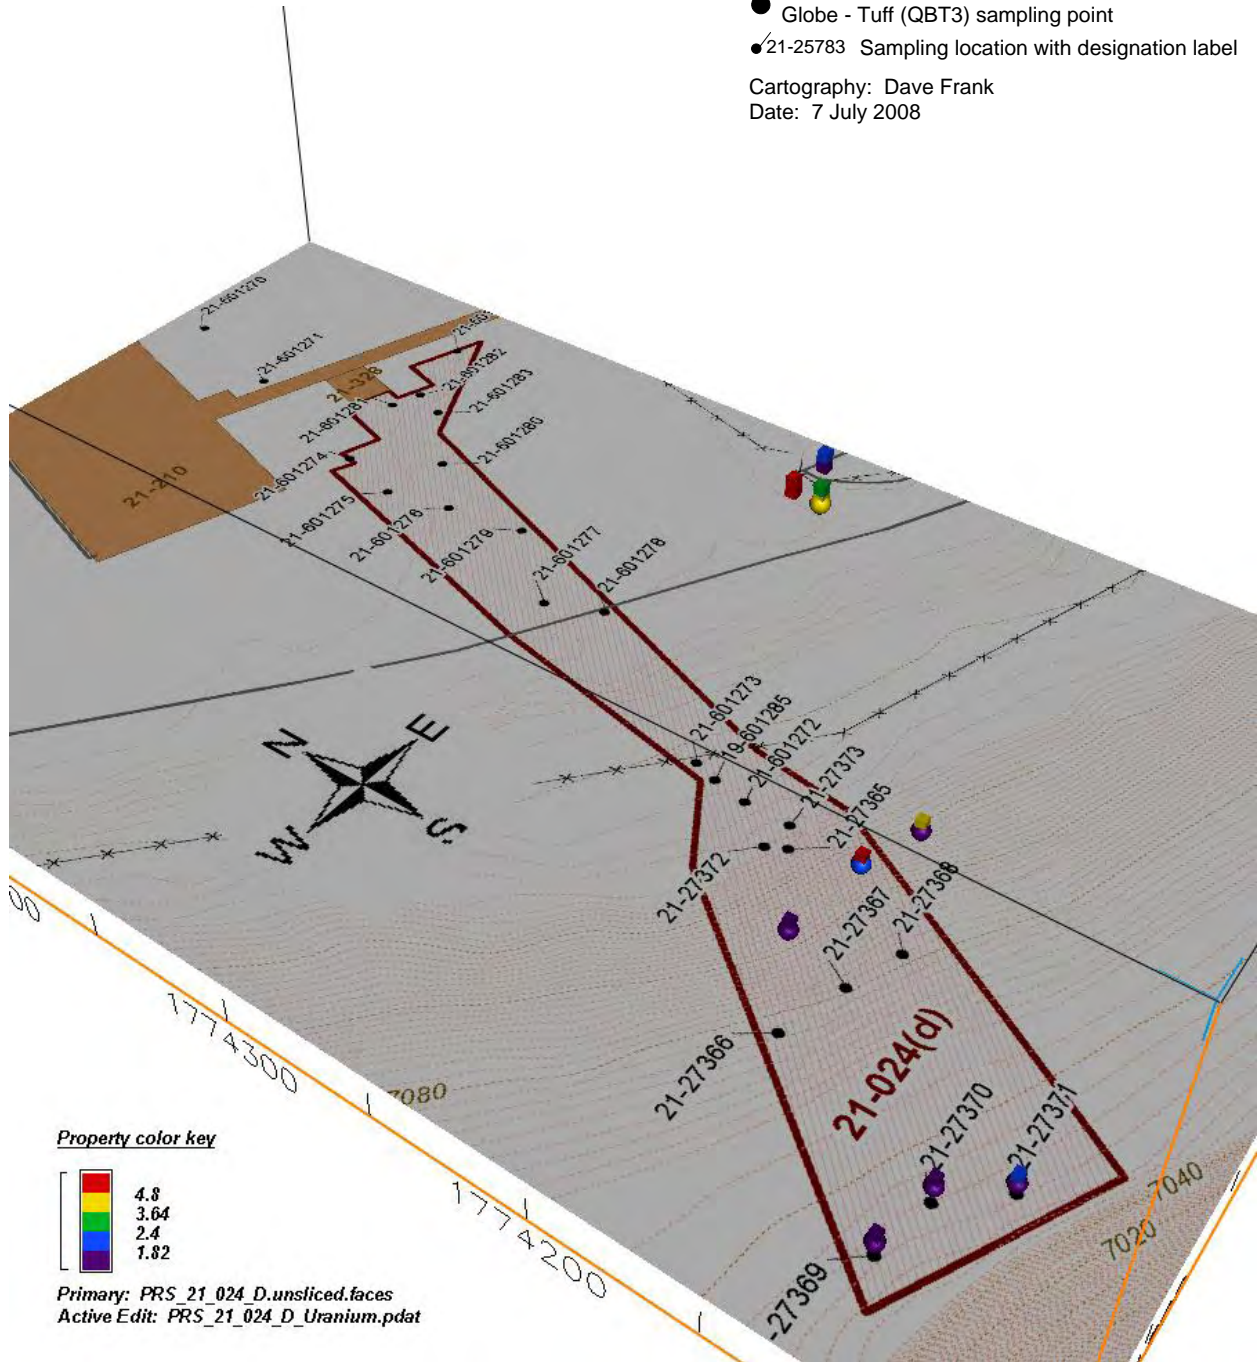 Globe - Tuff (QBT3) sampling point
21-25783 Sampling location with designation label
Cartography: Dave Frank
Date: 7 July 2008
21-601270
21-601271
21-328
21-601282
21-601283
21-601281
21-601280
21-601274
21-210
21-601275
21-601276
21-601279
21-601277
21-601278
N
E
W
S
21-601273
19-601285
21-601272
21-27373
21-27365
21-27372
21-27367
21-27368
21-27366
21-024(d)
21-27370
21-27371
21-27369
1774300
1774200
7080
7040
7020
Property color key
4.8
3.64
2.4
1.82
Primary: PRS_21_024_D.unsliced.faces
Active Edit: PRS_21_024_D_Uranium.pdat